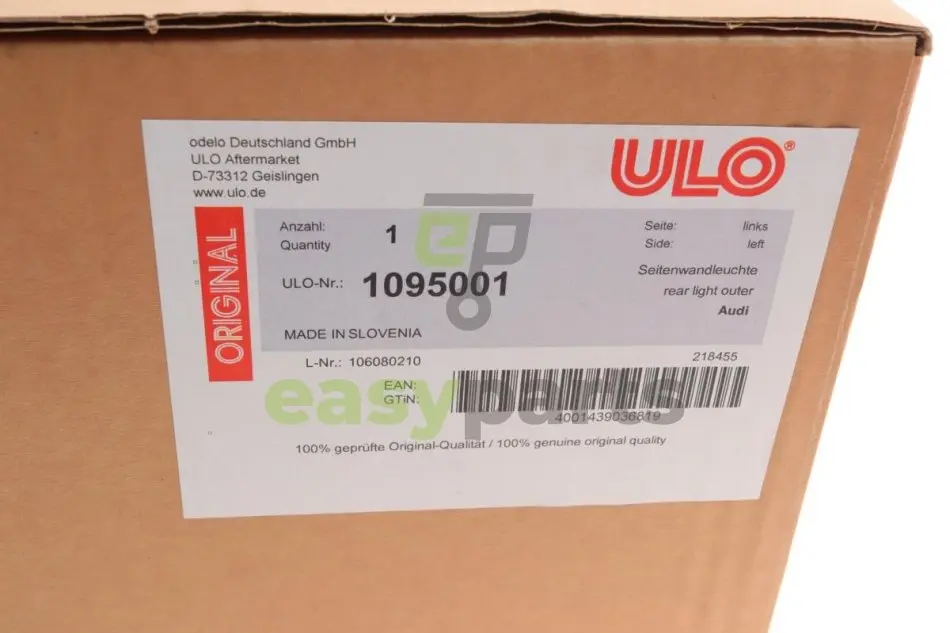 odelo Deutschland GmbH
ULO Aftermarket
D-73312 Geislingen
www.ulo.de
ULO®
ORIGINAL
Anzahl: 1
Quantity
Seite: links
Side: left
ULO-Nr.: 1095001
Seitenwandleuchte
rear light outer
Audi
MADE IN SLOVENIA
L-Nr.: 106080210
218455
EAN:
GTiN:
4001439036819
100% geprüfte Original-Qualität / 100% genuine original quality
ep
easyparts